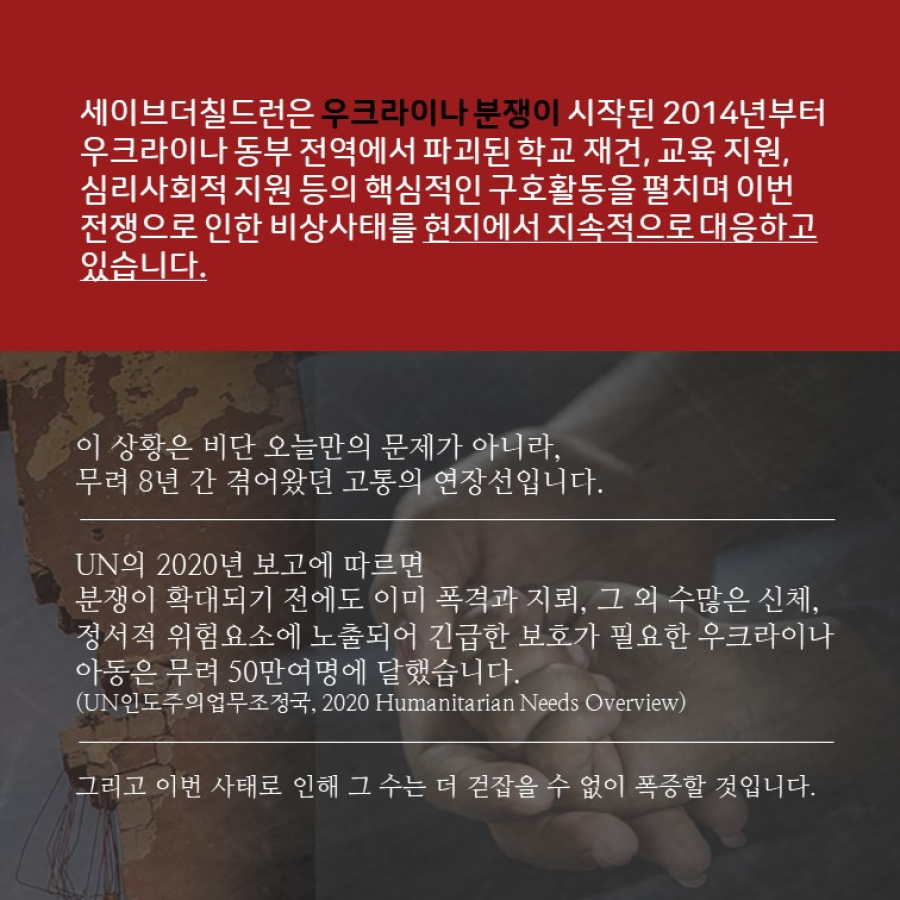 세이브더칠드런은 우크라이나 분쟁이 시작된 2014년부터
우크라이나 동부 전역에서 파괴된 학교 재건, 교육 지원,
심리사회적 지원 등의 핵심적인 구호활동을 펼치며 이번
전쟁으로 인한 비상사태를 현지에서 지속적으로 대응하고
있습니다.
이 상황은 비단 오늘만의 문제가 아니라,
무려 8년 간 겪어왔던 고통의 연장선입니다.
UN의 2020년 보고에 따르면
분쟁이 확대되기 전에도 이미 폭격과 지뢰, 그 외 수많은 신체,
정서적 위험요소에 노출되어 긴급한 보호가 필요한 우크라이나
아동은 무려 50만여명에 달했습니다.
(UN인도주의업무조정국, 2020 Humanitarian Needs Overview)
그리고 이번 사태로 인해 그 수는 더 걷잡을 수 없이 폭증할 것입니다.